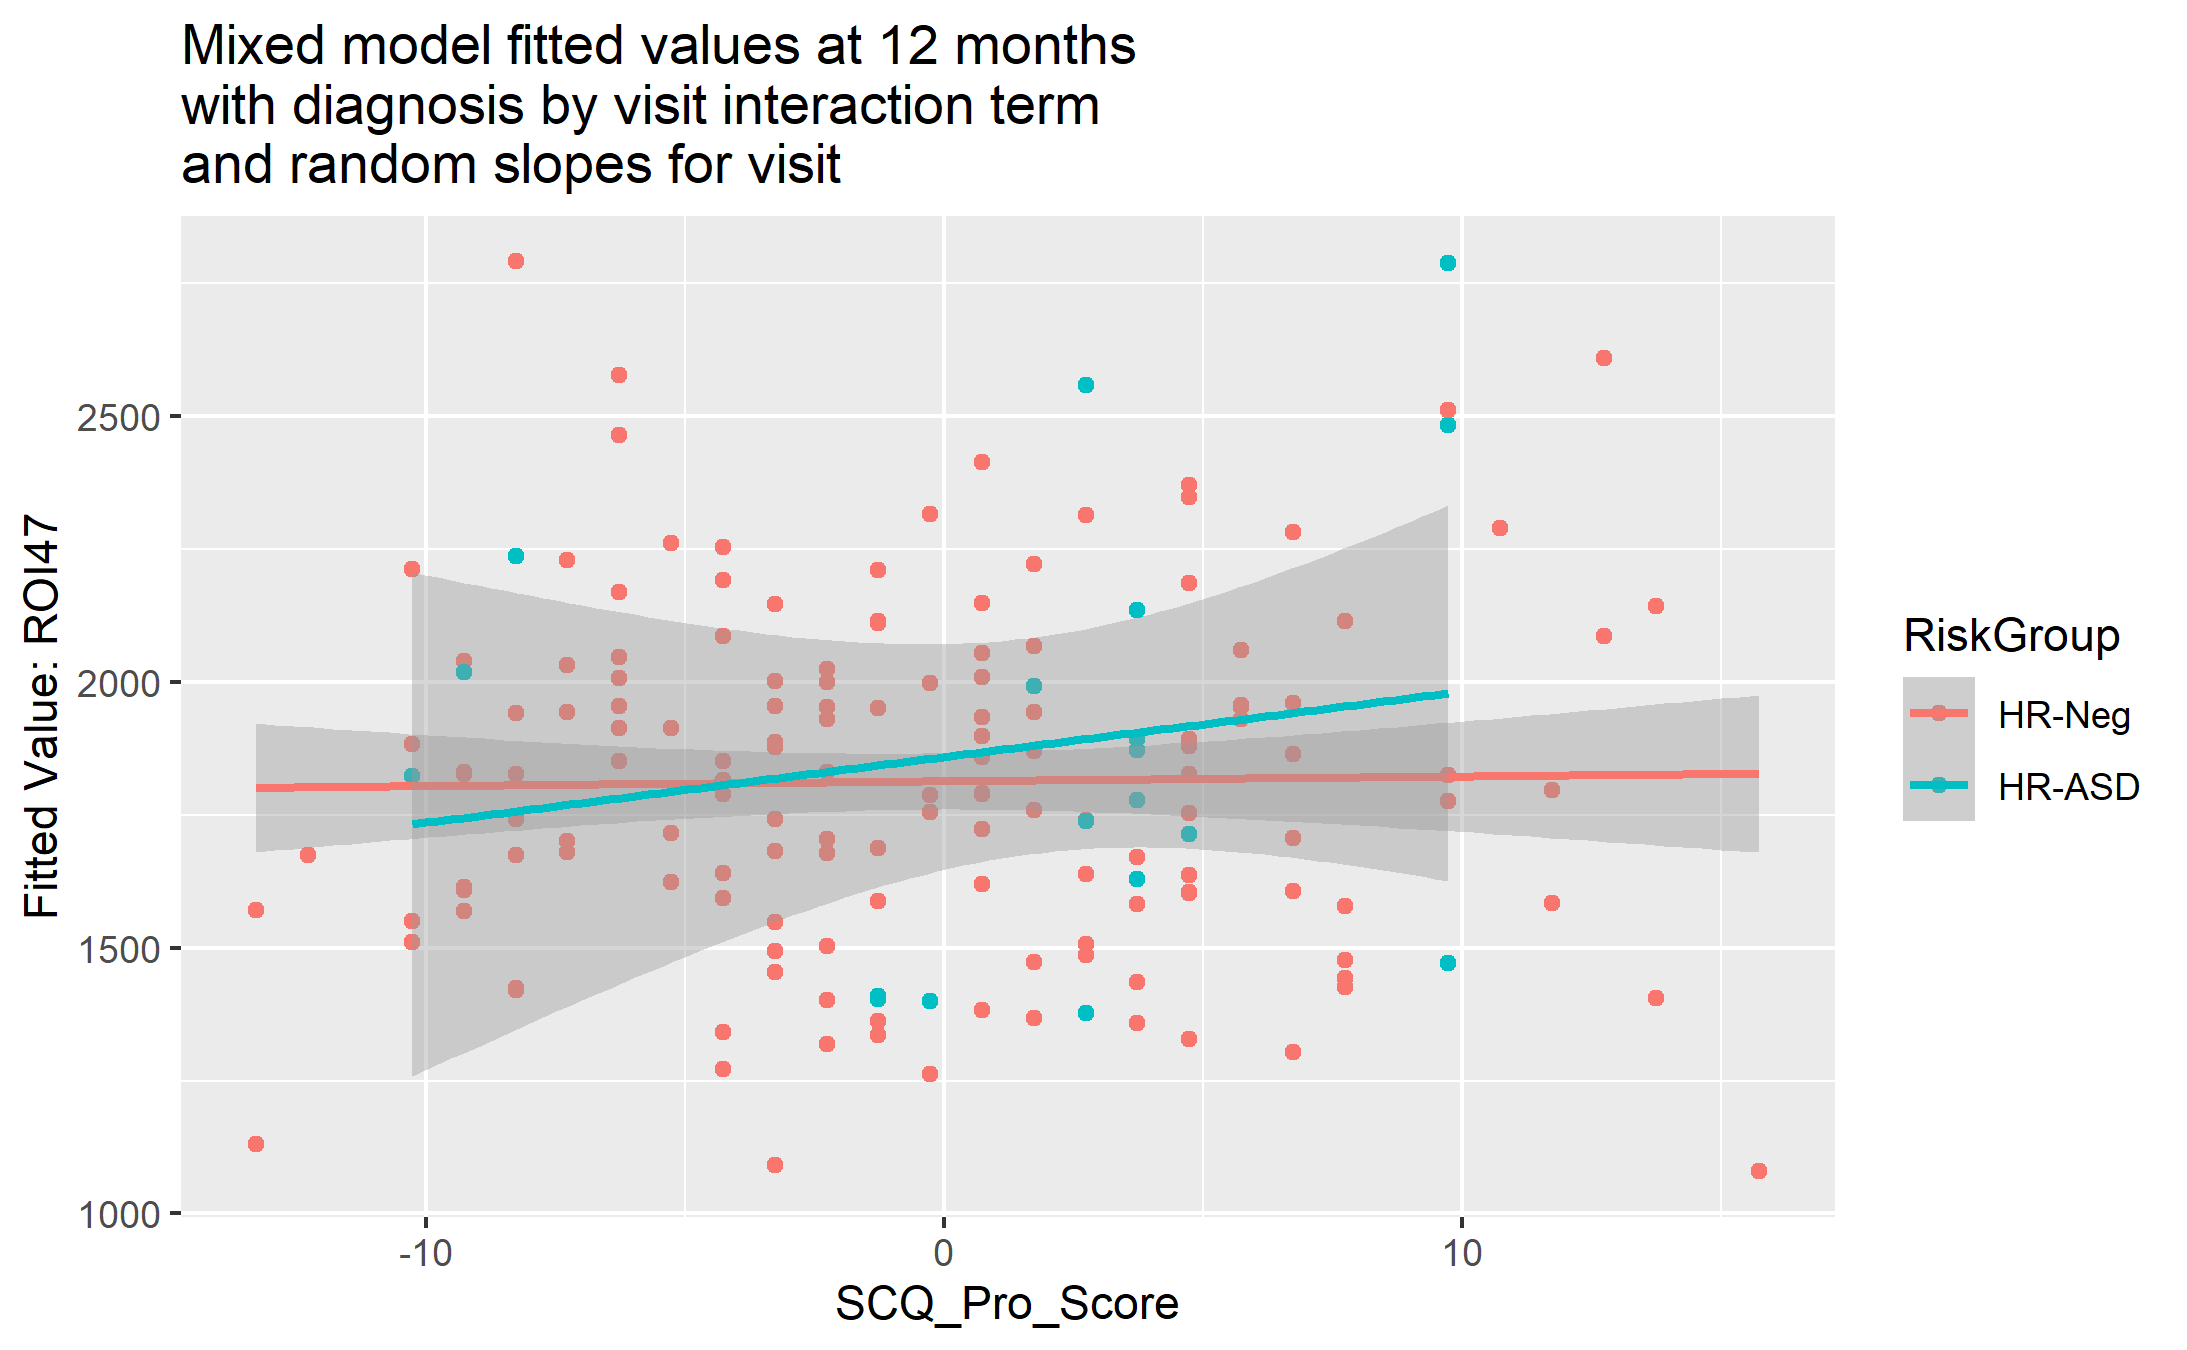 Mixed model fitted values at 12 months
with diagnosis by visit interaction term
and random slopes for visit
Fitted Value: ROI47
2500
2000
1500
1000
-10
0
10
SCQ_Pro_Score
RiskGroup
HR-Neg
HR-ASD